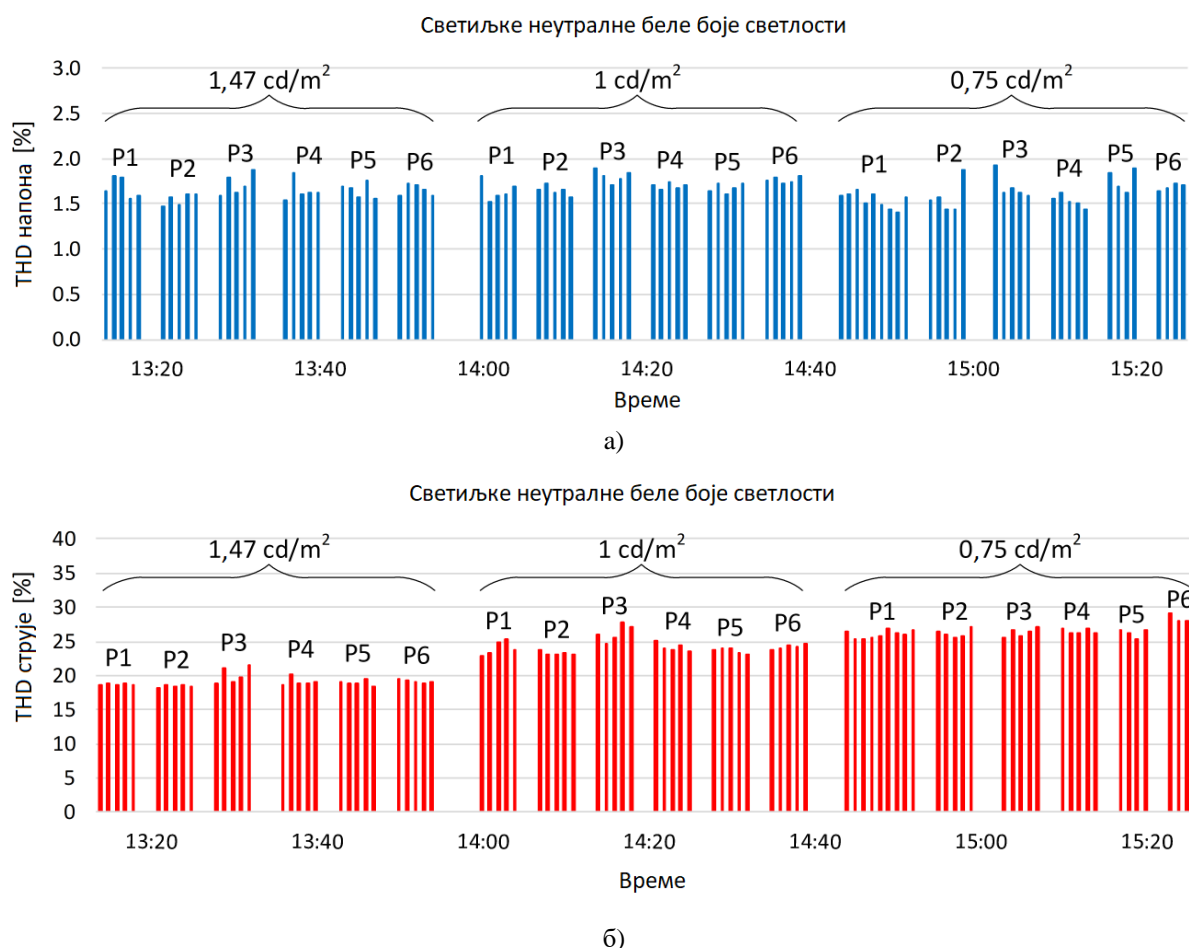 Светиљке неутралне беле боје светлости
1,47 cd/m² 1 cd/m² 0,75 cd/m²
3.0
2.5
2.0
1.5
1.0
0.5
0.0
THD напона [%]
P1 P2 P3 P4 P5 P6 P1 P2 P3 P4 P5 P6 P1 P2 P3 P4 P5 P6
13:20 13:40 14:00 14:20 14:40 15:00 15:20
Време
а)
Светиљке неутралне беле боје светлости
1,47 cd/m² 1 cd/m² 0,75 cd/m²
40
35
30
25
20
15
10
5
0
THD струје [%]
P1 P2 P3 P4 P5 P6 P1 P2 P3 P4 P5 P6 P1 P2 P3 P4 P5 P6
13:20 13:40 14:00 14:20 14:40 15:00 15:20
Време
б)